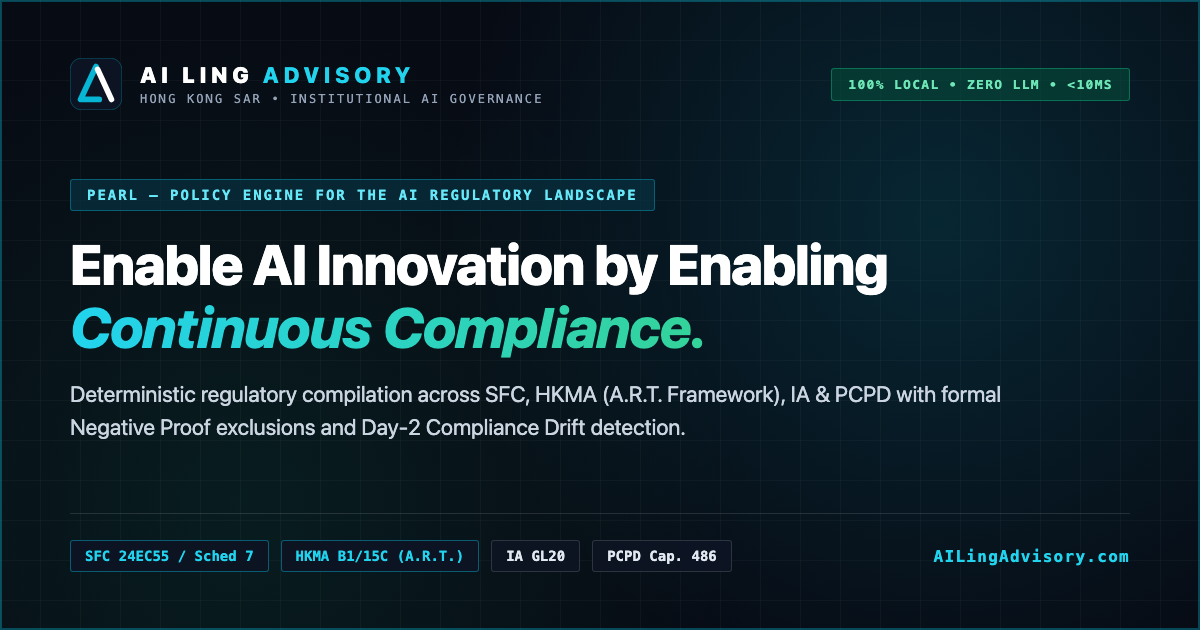 AI LING ADVISORY
HONG KONG SAR • INSTITUTIONAL AI GOVERNANCE
100% LOCAL • ZERO LLM • <10MS
PEARL — POLICY ENGINE FOR THE AI REGULATORY LANDSCAPE
Enable AI Innovation by Enabling
Continuous Compliance.
Deterministic regulatory compilation across SFC, HKMA (A.R.T. Framework), IA & PCPD with formal
Negative Proof exclusions and Day-2 Compliance Drift detection.
SFC 24EC55 / Sched 7
HKMA B1/15C (A.R.T.)
IA GL20
PCPD Cap. 486
AILingAdvisory.com